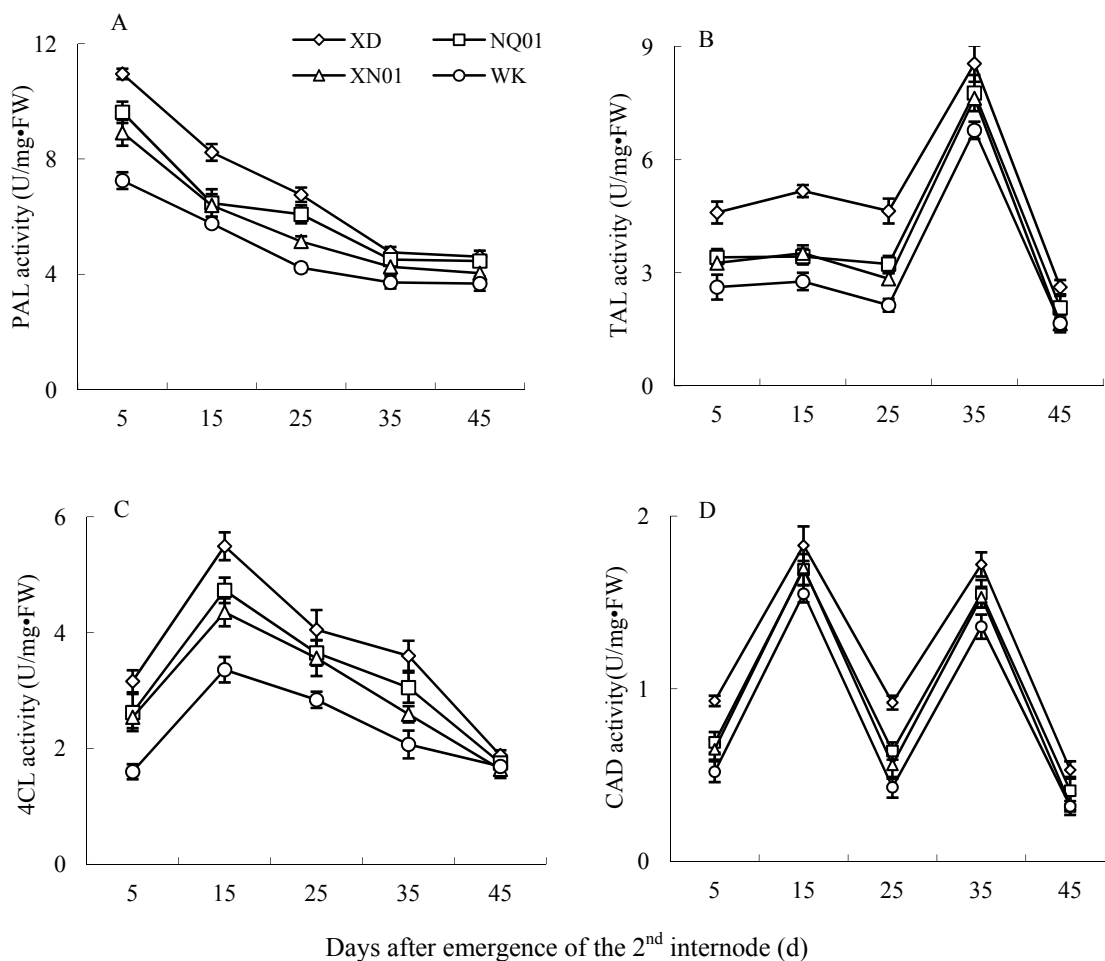 A
XD
NQ01
XN01
WK
PAL activity (U/mg•FW)
12
8
4
0
5 15 25 35 45
B
TAL activity (U/mg•FW)
9
6
3
0
5 15 25 35 45
C
4CL activity (U/mg•FW)
6
4
2
0
5 15 25 35 45
D
CAD activity(U/mg•FW)
2
1
0
5 15 25 35 45
Days after emergence of the 2nd internode (d)